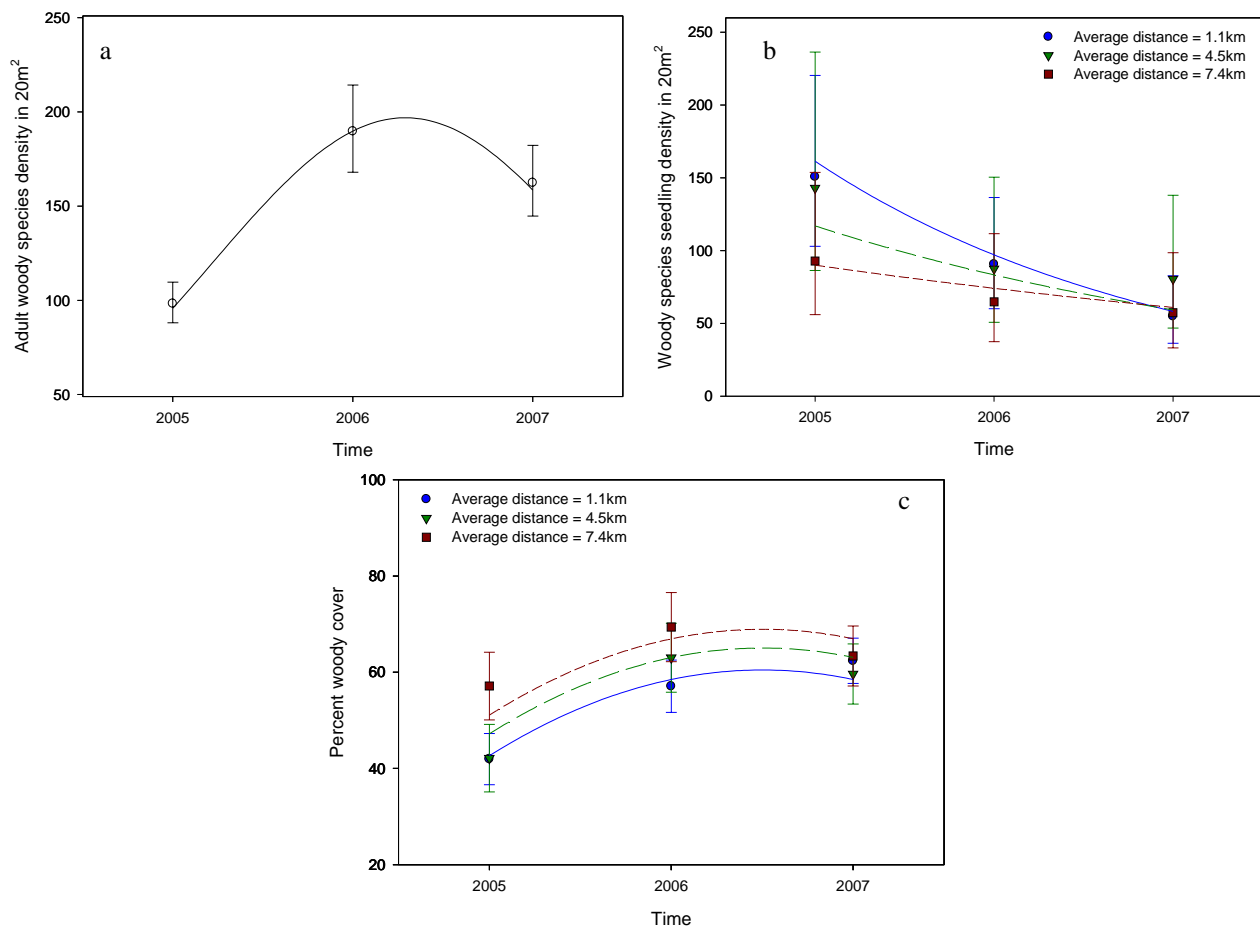 a
Adult woody species density in 20m²
250
200
150
100
50
2005
2006
2007
Time
b
Woody species seedling density in 20m²
250
200
150
100
50
0
Average distance = 1.1km
Average distance = 4.5km
Average distance = 7.4km
2005
2006
2007
Time
c
Percent woody cover
100
80
60
40
20
Average distance = 1.1km
Average distance = 4.5km
Average distance = 7.4km
2005
2006
2007
Time